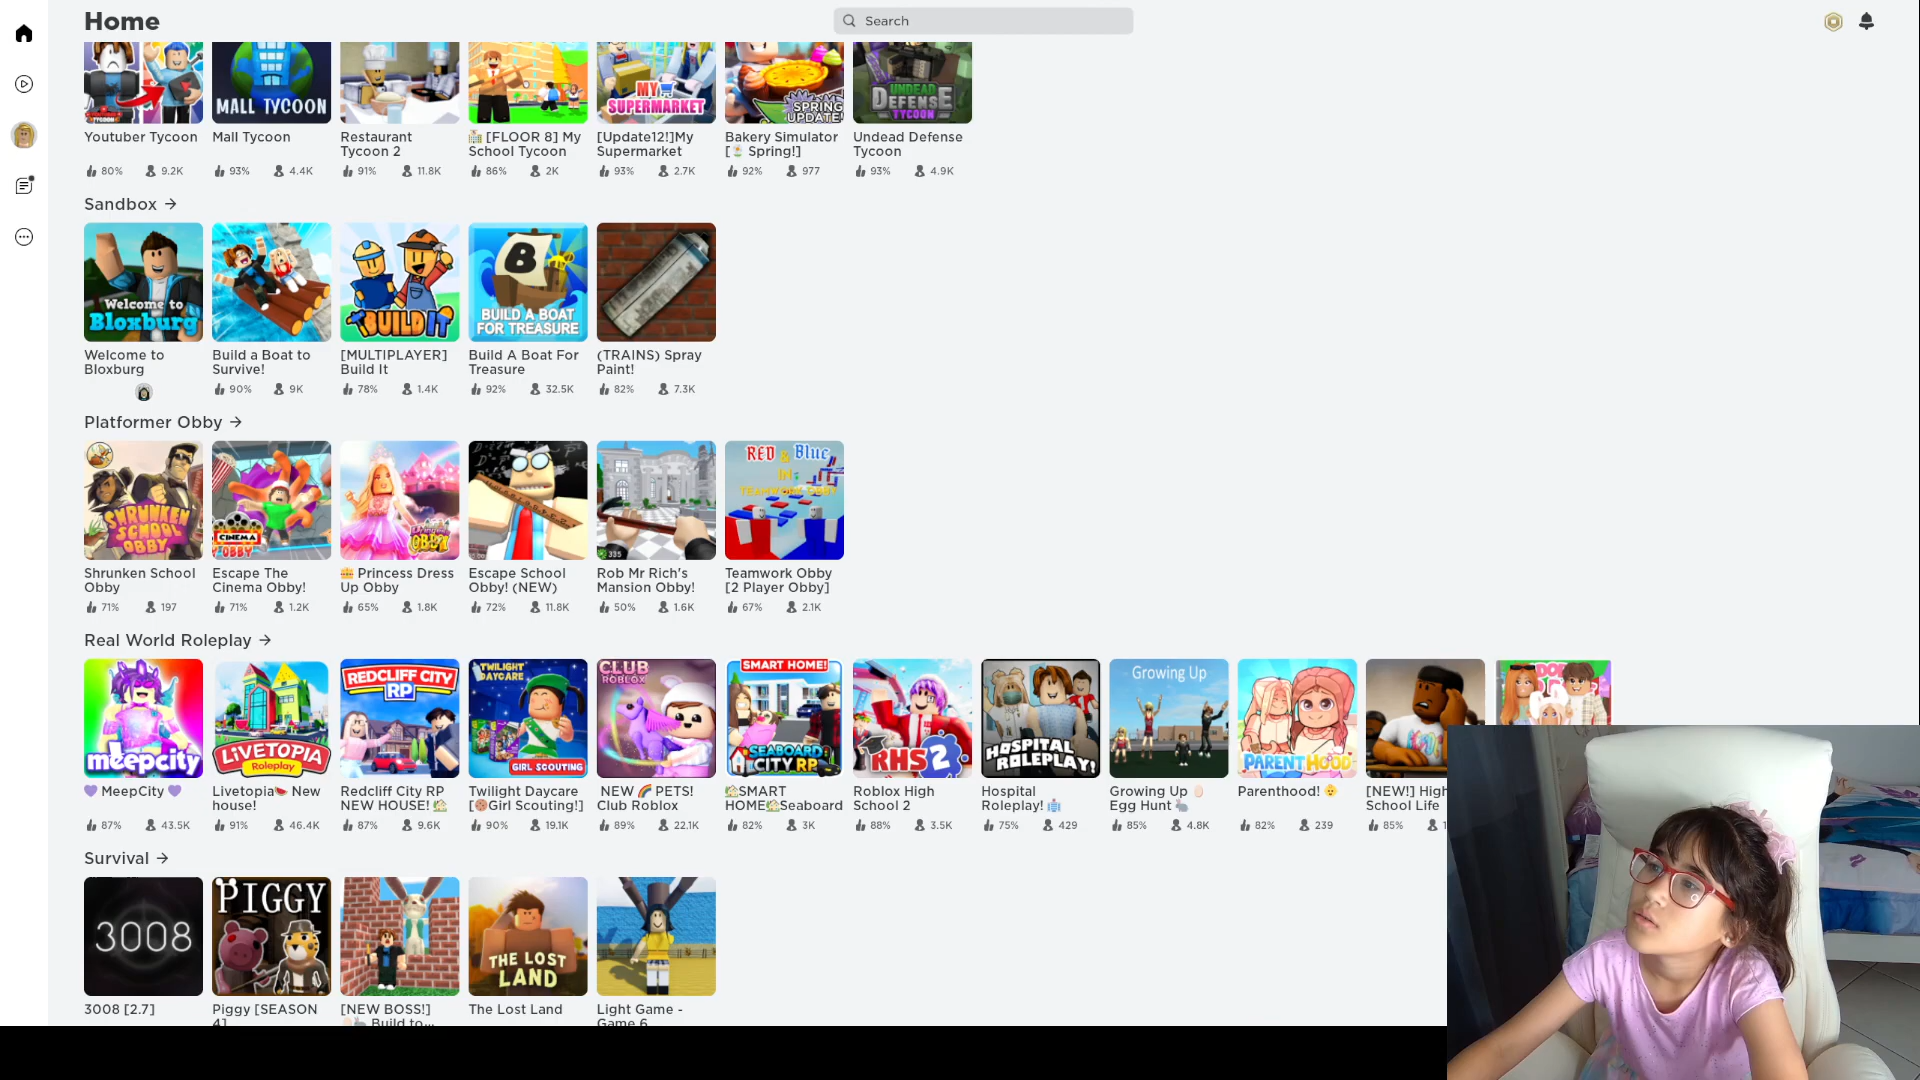 Home
Search
MALL TYCOON
MY SUPERMARKET
SPRING UPDATE!
UNDEAD DEFENSE TYCOON
Youtuber Tycoon
Mall Tycoon
Restaurant Tycoon 2
[FLOOR 8] My School Tycoon
[Update12!]My Supermarket
Bakery Simulator [ Spring!]
Undead Defense Tycoon
80% 9.2K
93% 4.4K
91% 11.8K
86% 2K
93% 2.7K
92% 977
93% 4.9K
Sandbox →
Welcome to Bloxburg
BUILD IT
B
BUILD A BOAT FOR TREASURE
Welcome to Bloxburg
Build a Boat to Survive!
[MULTIPLAYER] Build It
Build A Boat For Treasure
(TRAINS) Spray Paint!
90% 9K
78% 1.4K
92% 32.5K
82% 7.3K
Platformer Obby →
SHRUNKEN SCHOOL OBBY
CINEMA OBBY
OBBY
335
RED & Blue IN: TEAMWORK OBBY
Shrunken School Obby
Escape The Cinema Obby!
Princess Dress Up Obby
Escape School Obby! (NEW)
Rob Mr Rich's Mansion Obby!
Teamwork Obby [2 Player Obby]
71% 197
71% 1.2K
65% 1.8K
72% 11.8K
50% 1.6K
67% 2.1K
Real World Roleplay →
meepcity
LIVETOPIA Roleplay
REDCLIFF CITY RP
TWILIGHT DAYCARE GIRL SCOUTING!
CLUB ROBLOX
SMART HOME! SEABOARD CITY RP
RHS 2
HOSPITAL ROLEPLAY!
Growing Up
PARENTHOOD!
💜 MeepCity 💜
Livetopia🍉 New house!
Redcliff City RP NEW HOUSE! 🏡
Twilight Daycare [🍪Girl Scouting!]
NEW 🌈 PETS! Club Roblox
🏡SMART HOME🏡Seaboard
Roblox High School 2
Hospital Roleplay! 🏥
Growing Up 🥚 Egg Hunt 🐇
Parenthood! 👶
[NEW!] High School Life
87% 43.5K
91% 46.4K
87% 9.6K
90% 19.1K
89% 22.1K
82% 3K
88% 3.5K
75% 429
85% 4.8K
82% 239
85%
Survival →
3008
PIGGY
THE LOST LAND
3008 [2.7]
Piggy [SEASON 4]
[NEW BOSS!] Build to...
The Lost Land
Light Game - Game 6